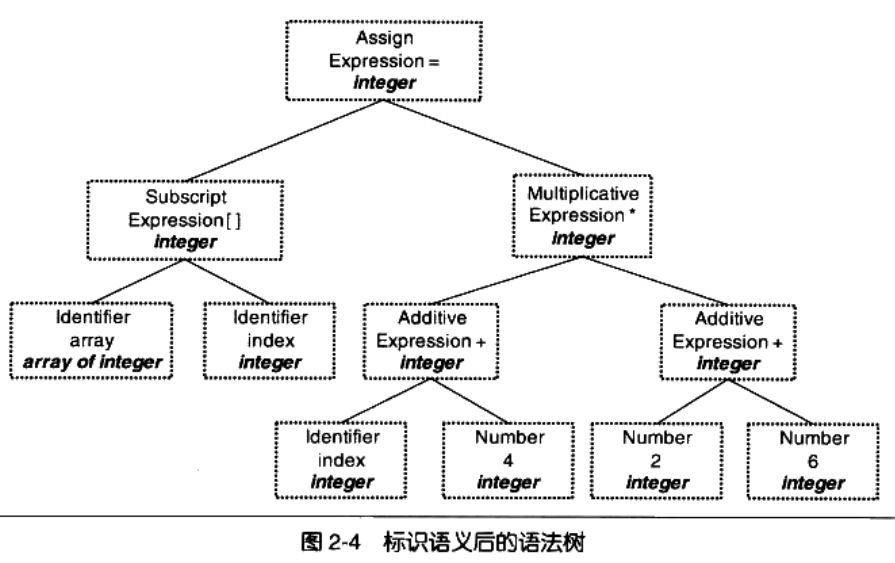 Assign
Expression =
integer
Subscript
Expression[ ]
integer
Multiplicative
Expression *
integer
Identifier
array
array of integer
Identifier
index
integer
Additive
Expression +
integer
Additive
Expression +
integer
Identifier
index
integer
Number
4
integer
Number
2
integer
Number
6
integer
图 2-4 标识语义后的语法树